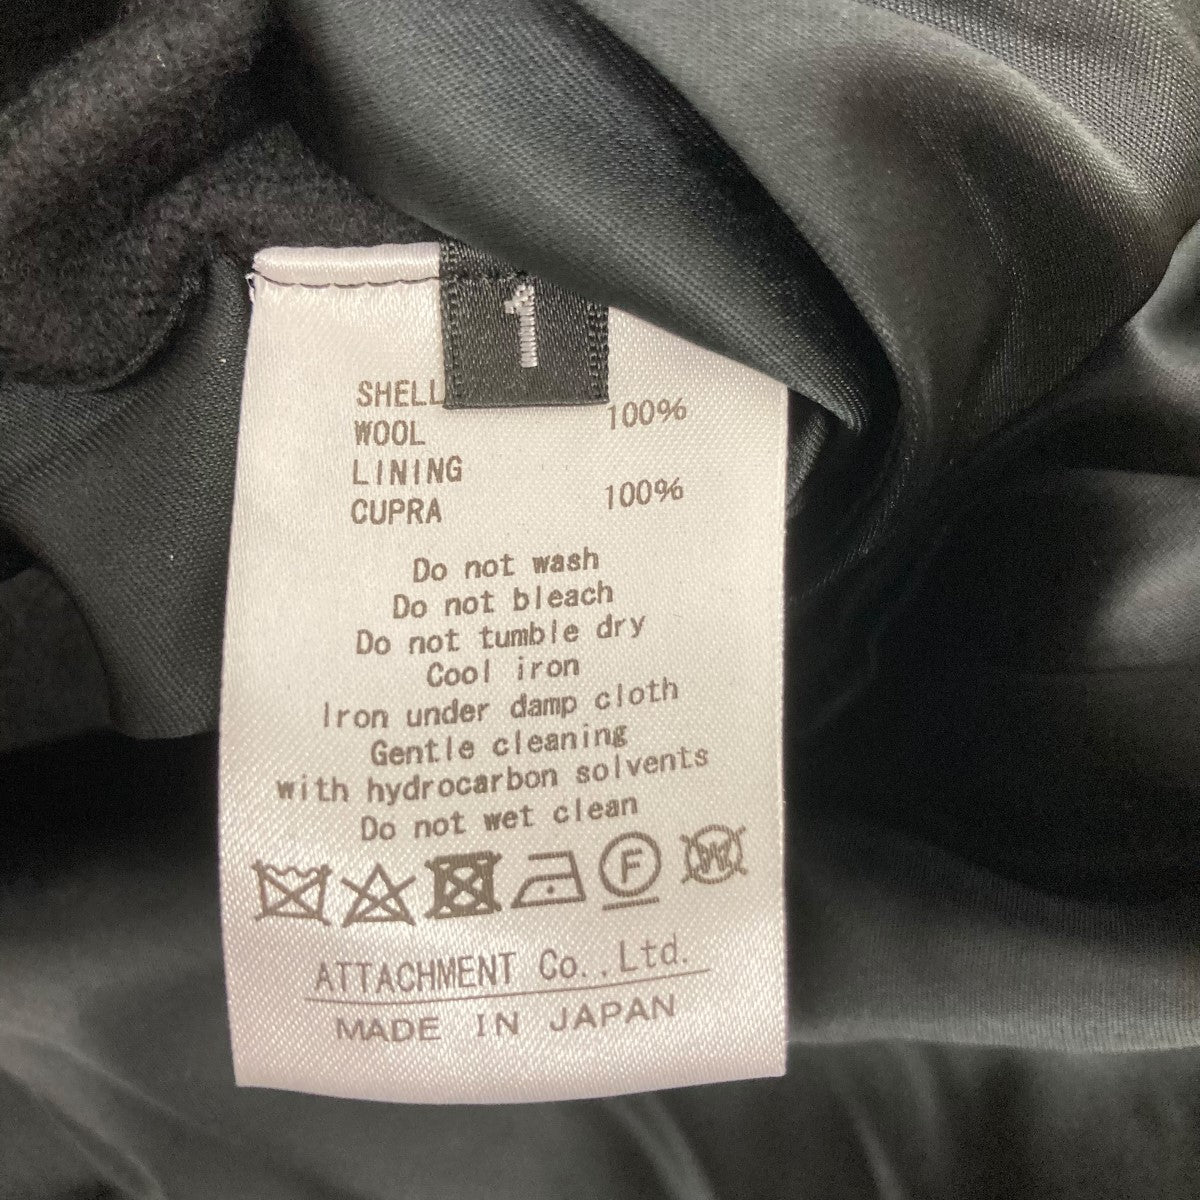 1
SHELL
WOOL 100%
LINING
CUPRA 100%
Do not wash
Do not bleach
Do not tumble dry
Cool iron
Iron under damp cloth
Gentle cleaning
with hydrocarbon solvents
Do not wet clean
F W
ATTACHMENT Co.,Ltd.
MADE IN JAPAN